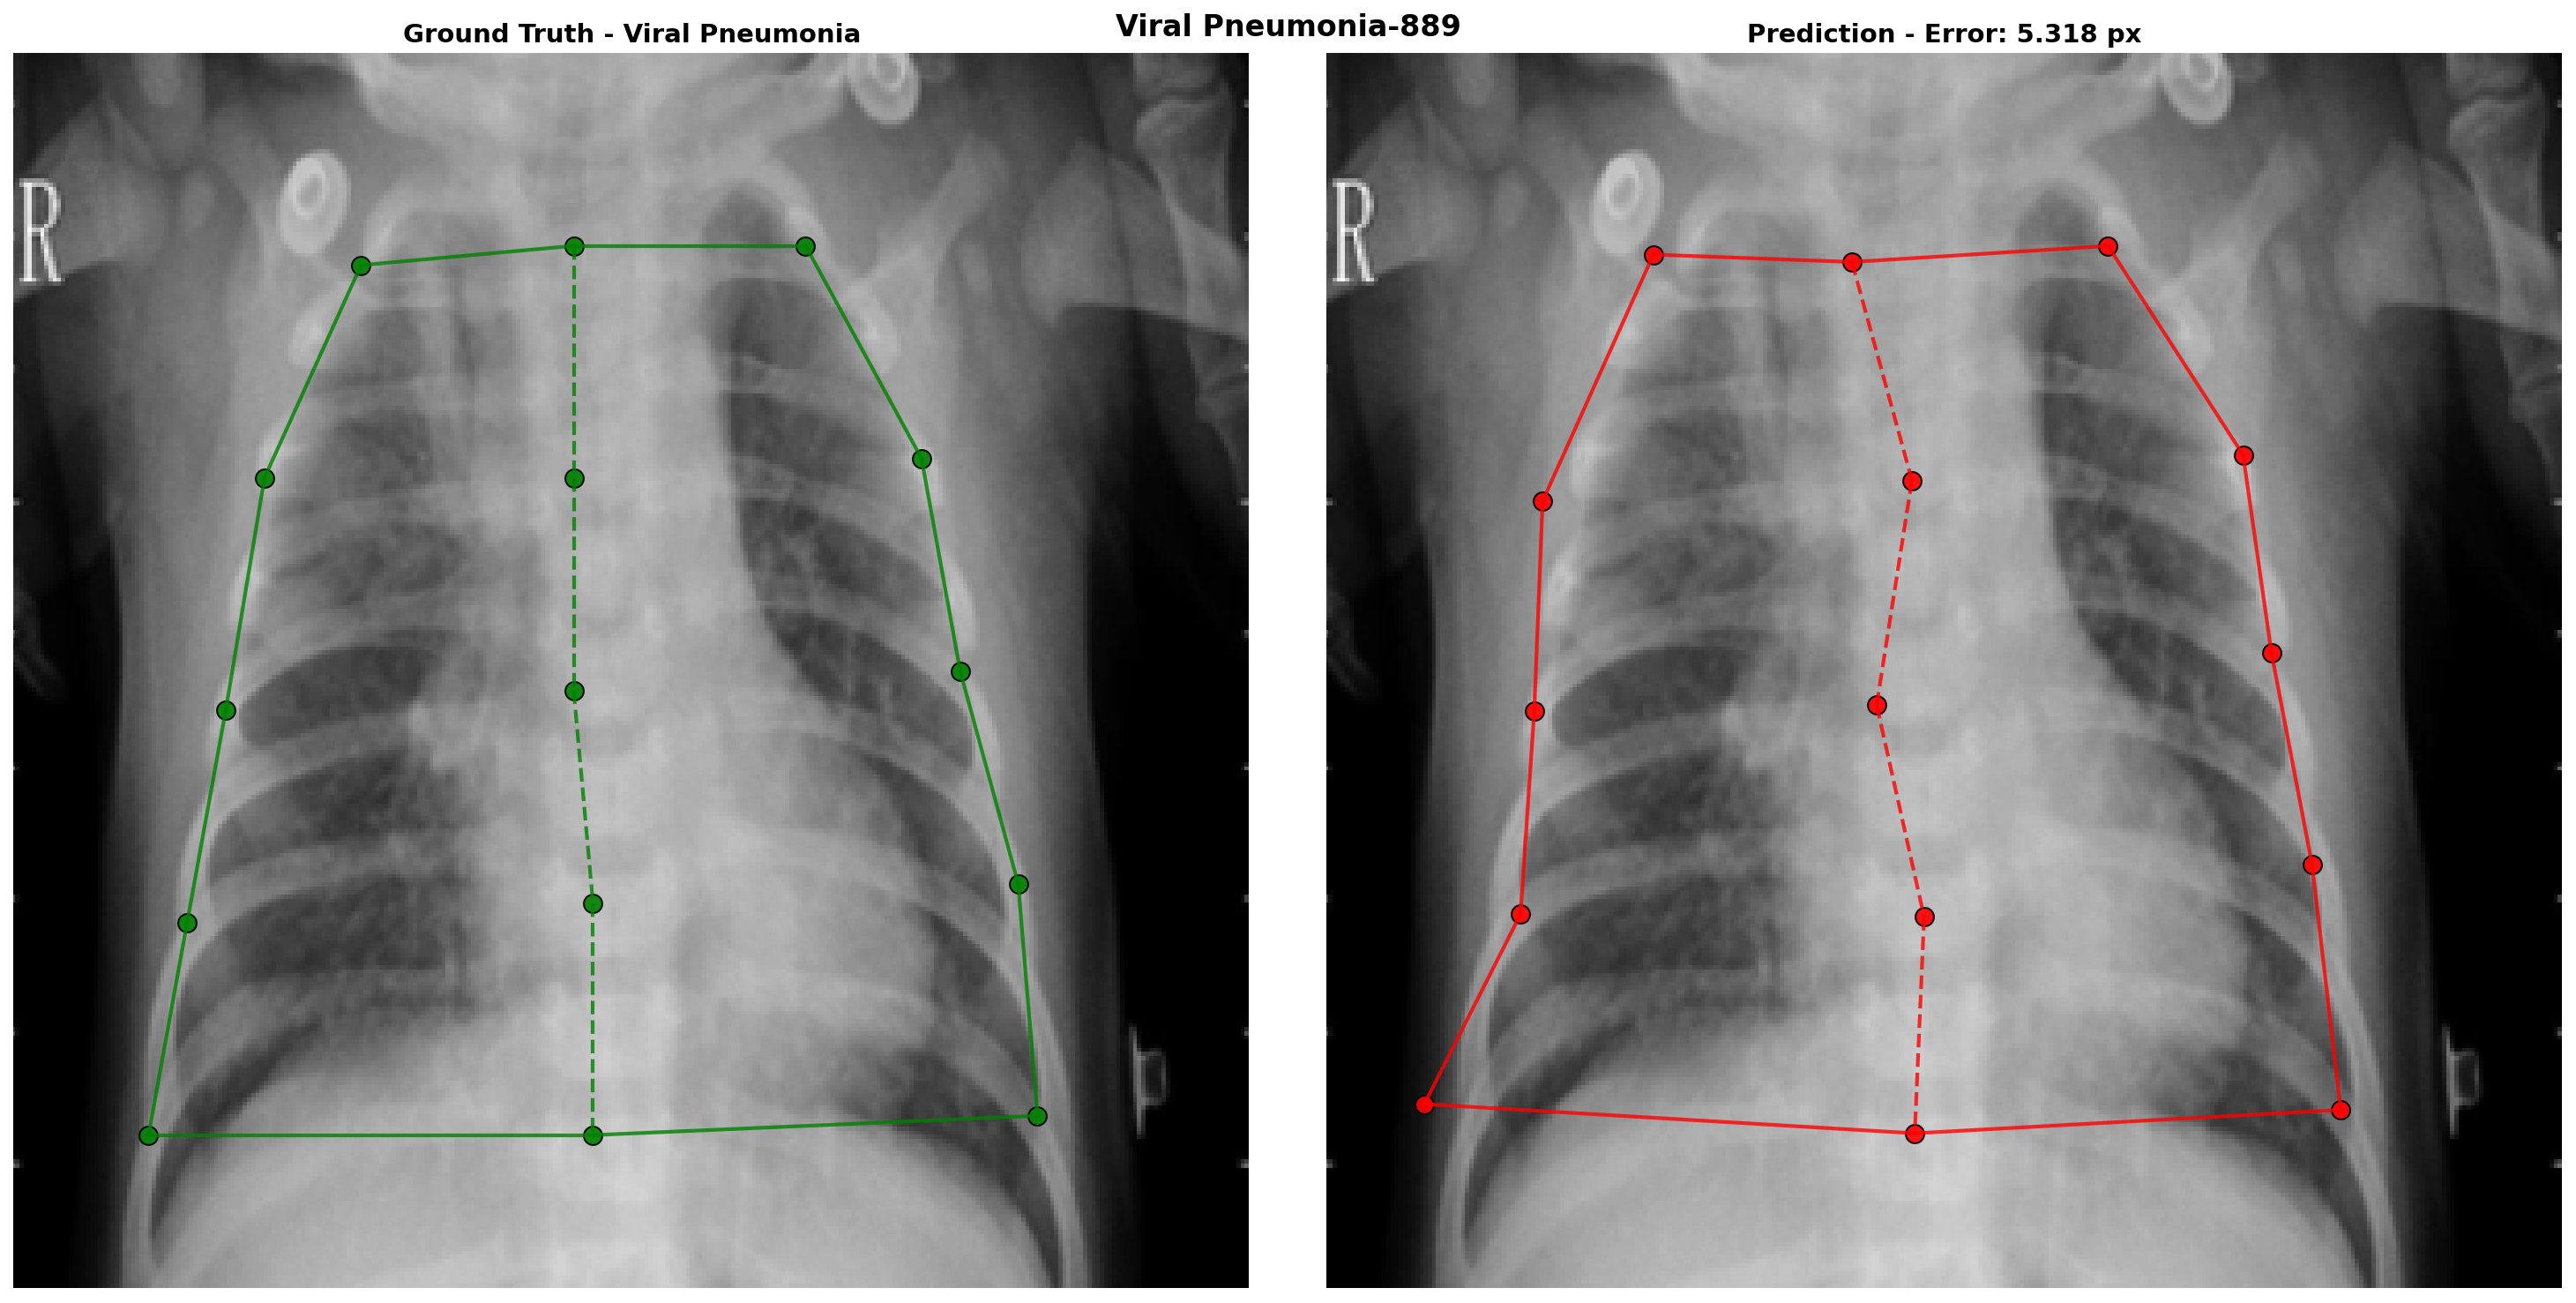 Viral Pneumonia-889
Ground Truth - Viral Pneumonia
Prediction - Error: 5.318 px
R
R